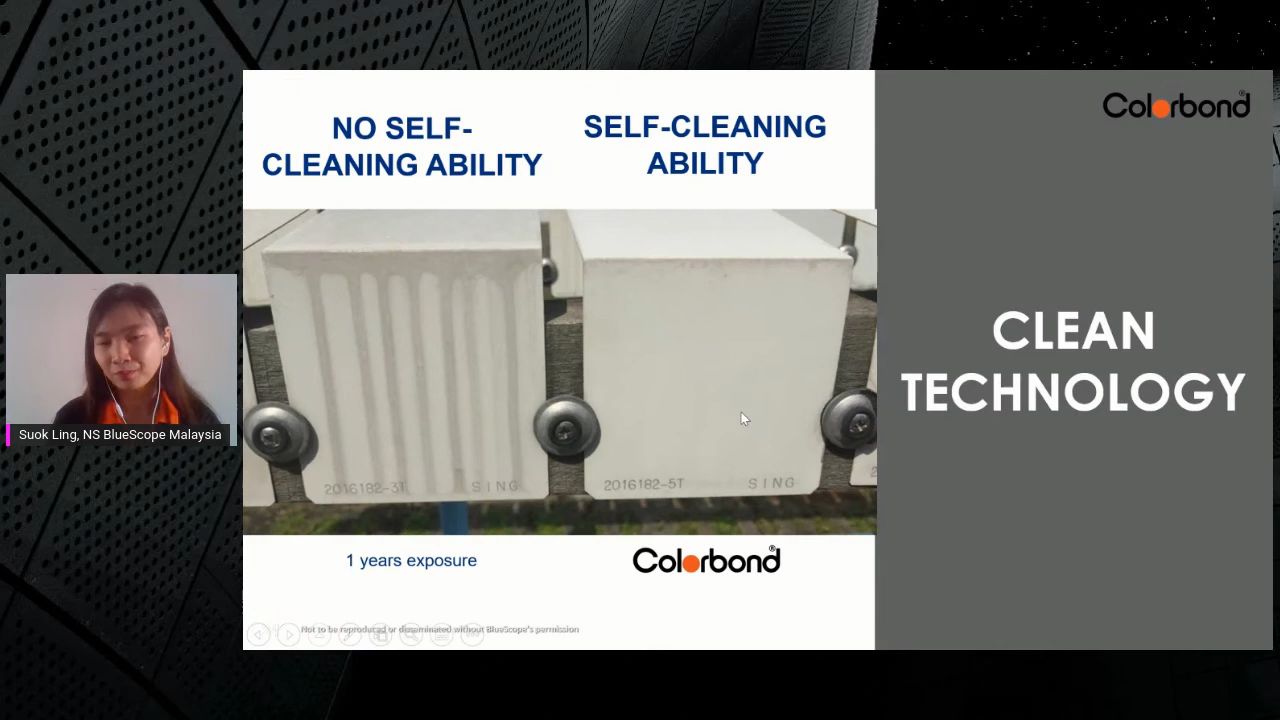 NO SELF-
CLEANING ABILITY
SELF-CLEANING
ABILITY
2016182-3T SING
2016182-5T SING
1 years exposure
Colorbond®
Not to be reproduced or disseminated without BlueScope's permission
Colorbond®
CLEAN
TECHNOLOGY
Suok Ling, NS BlueScope Malaysia